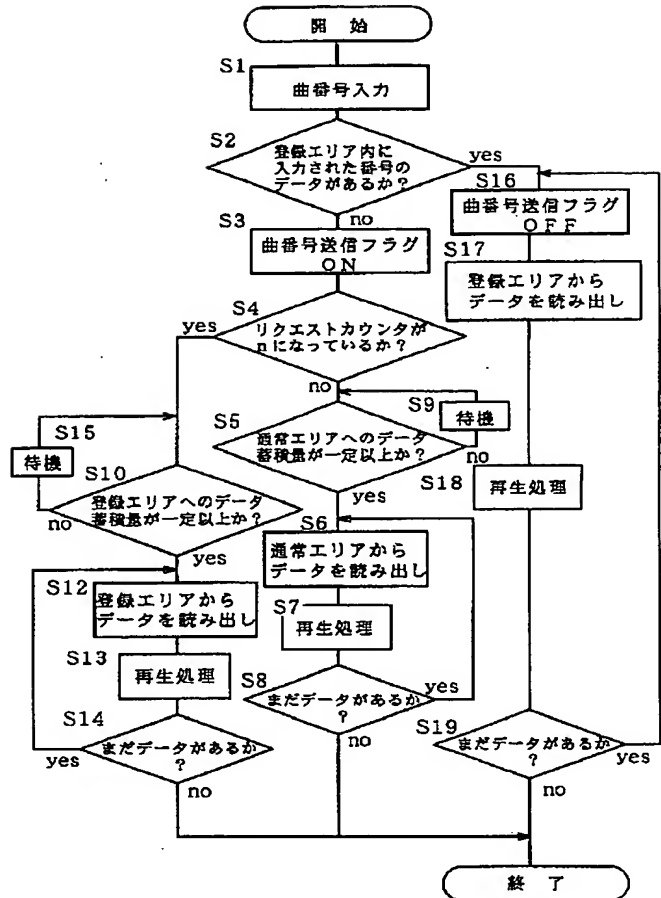 開始
S1
曲番号入力
S2
登録エリア内に
入力された番号の
データがあるか?
yes
no
S3
曲番号送信フラグ
ON
S16
曲番号送信フラグ
OFF
S17
登録エリアから
データを読み出し
S4
リクエストカウンタが
nになっているか?
yes
no
S9
待機
S5
通常エリアへのデータ
蓄積量が一定以上か?
no
yes
S15
待機
S10
登録エリアへのデータ
蓄積量が一定以上か?
no
yes
S18
再生処理
S6
通常エリアから
データを読み出し
S12
登録エリアから
データを読み出し
S7
再生処理
S13
再生処理
S8
まだデータがあるか
?
yes
no
S14
まだデータがあるか
?
yes
no
S19
まだデータがあるか
?
yes
no
終了